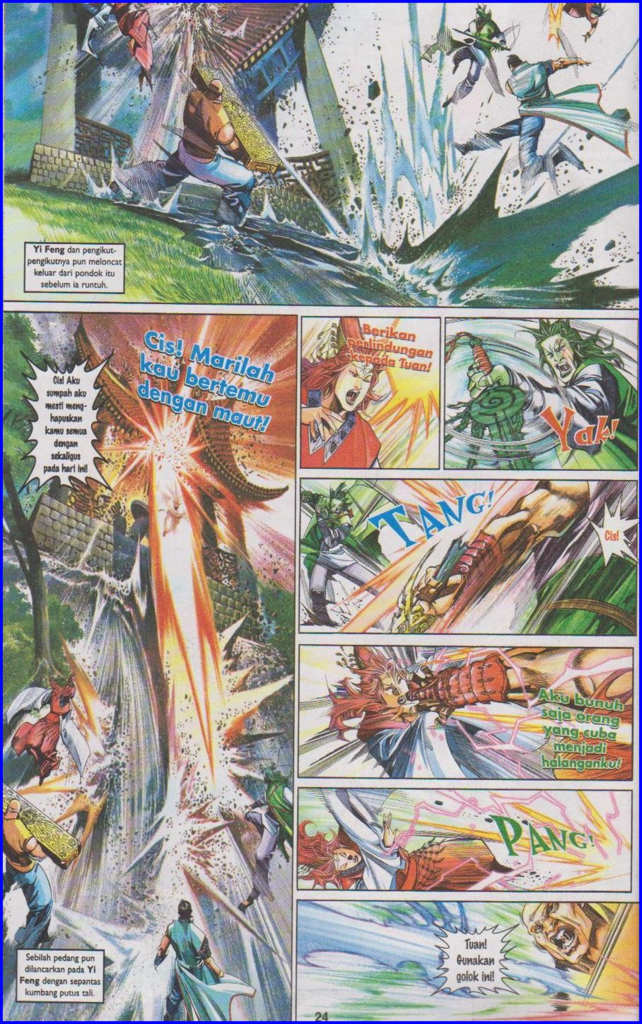 Yi Feng dan pengikut-
pengikutnya pun meloncat
keluar dari pondok itu
sebelum ia runtuh.
Cis! Aku
sumpah aku
mesti meng-
hapuskan
kamu semua
dengan
sekaligus
pada hari ini!
Cis! Marilah
kau bertemu
dengan maut!
Sebilah pedang pun
dilancarkan pada Yi
Feng dengan sepantas
kumbang putus tali.
Berikan
perlindungan
kepada Tuan!
Yah!
TANG!
Cis!
Aku bunuh
saja orang
yang cuba
menjadi
halanganku!
PANG!
Tuan!
Gunakan
golok ini!
24